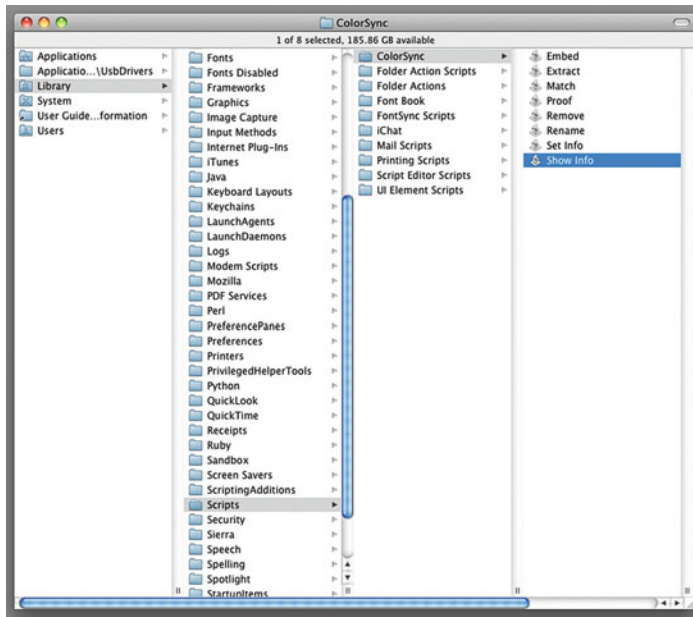 ColorSync
1 of 8 selected, 185.86 GB available
Applications
Applicatio...\UsbDrivers
Library
System
User Guide...formation
Users
Fonts
Fonts Disabled
Frameworks
Graphics
Image Capture
Input Methods
Internet Plug-Ins
iTunes
Java
Keyboard Layouts
Keychains
LaunchAgents
LaunchDaemons
Logs
Modem Scripts
Mozilla
PDF Services
Perl
PreferencePanes
Preferences
Printers
PrivilegedHelperTools
Python
QuickLook
QuickTime
Receipts
Ruby
Sandbox
Screen Savers
ScriptingAdditions
Scripts
Security
Sierra
Speech
Spelling
Spotlight
StartupItems
ColorSync
Folder Action Scripts
Folder Actions
Font Book
FontSync Scripts
iChat
Mail Scripts
Printing Scripts
Script Editor Scripts
UI Element Scripts
Embed
Extract
Match
Proof
Remove
Rename
Set Info
Show Info